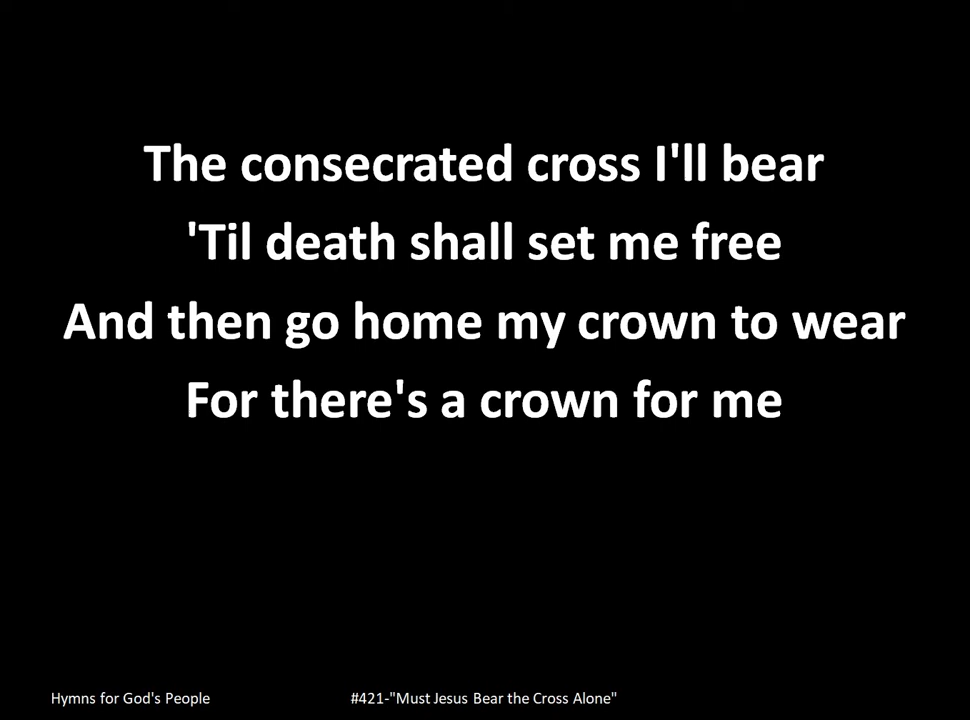 The consecrated cross I'll bear
'Til death shall set me free
And then go home my crown to wear
For there's a crown for me
Hymns for God's People
#421-"Must Jesus Bear the Cross Alone"